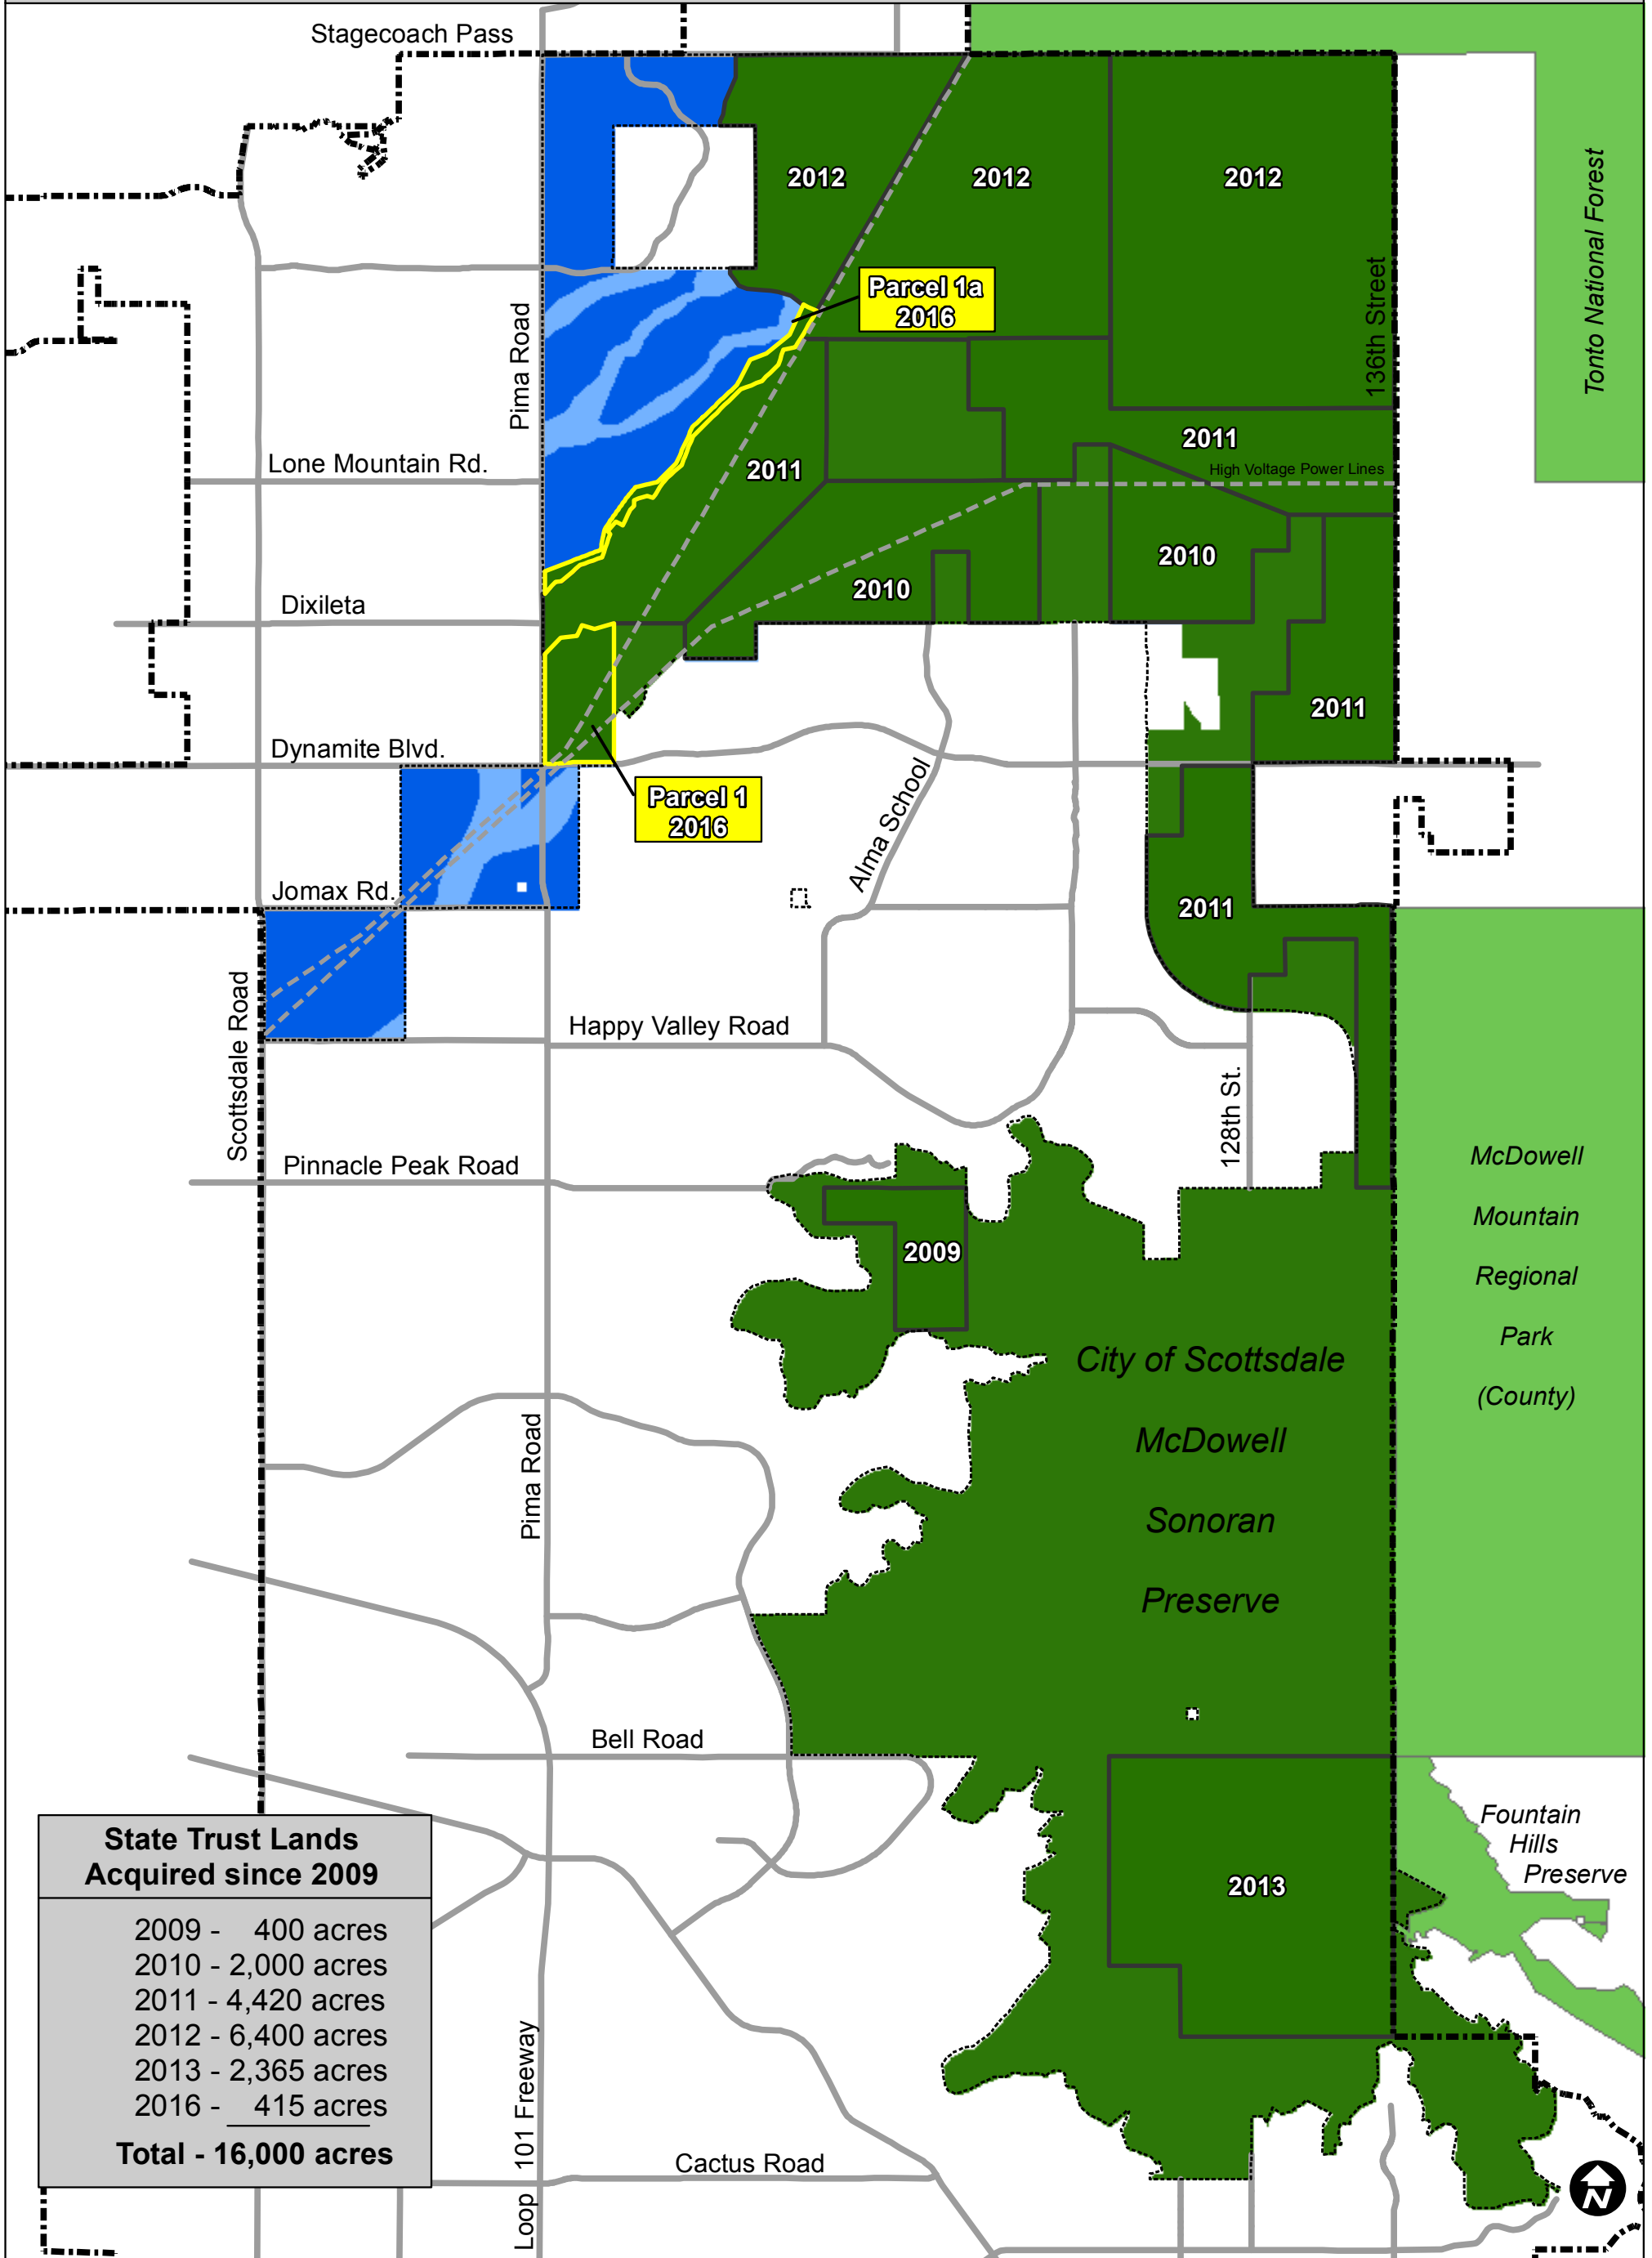 Stagecoach Pass
2012
2012
2012
Tonto National Forest
Parcel 1a
2016
136th Street
Pima Road
2011
Lone Mountain Rd.
2011
High Voltage Power Lines
2010
2010
Dixileta
2011
Dynamite Blvd.
Parcel 1
2016
Alma School
Jomax Rd.
2011
Scottsdale Road
Happy Valley Road
128th St.
Pinnacle Peak Road
McDowell
Mountain
Regional
Park
(County)
2009
City of Scottsdale
McDowell
Sonoran
Preserve
Pima Road
Bell Road
Fountain
Hills
Preserve
2013
State Trust Lands
Acquired since 2009
2009 - 400 acres
2010 - 2,000 acres
2011 - 4,420 acres
2012 - 6,400 acres
2013 - 2,365 acres
2016 - 415 acres
Total - 16,000 acres
Loop 101 Freeway
Cactus Road
N